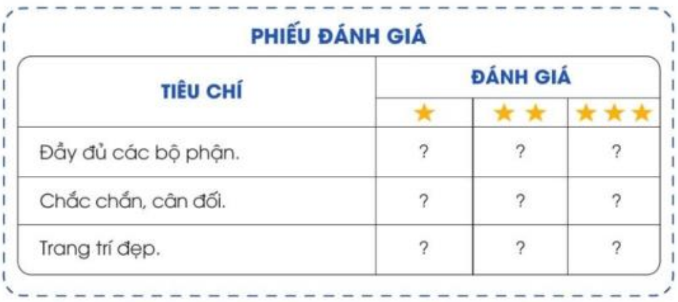 PHIẾU ĐÁNH GIÁ
TIÊU CHÍ
ĐÁNH GIÁ
Đầy đủ các bộ phận. ? ? ?
Chắc chắn, cân đối. ? ? ?
Trang trí đẹp. ? ? ?